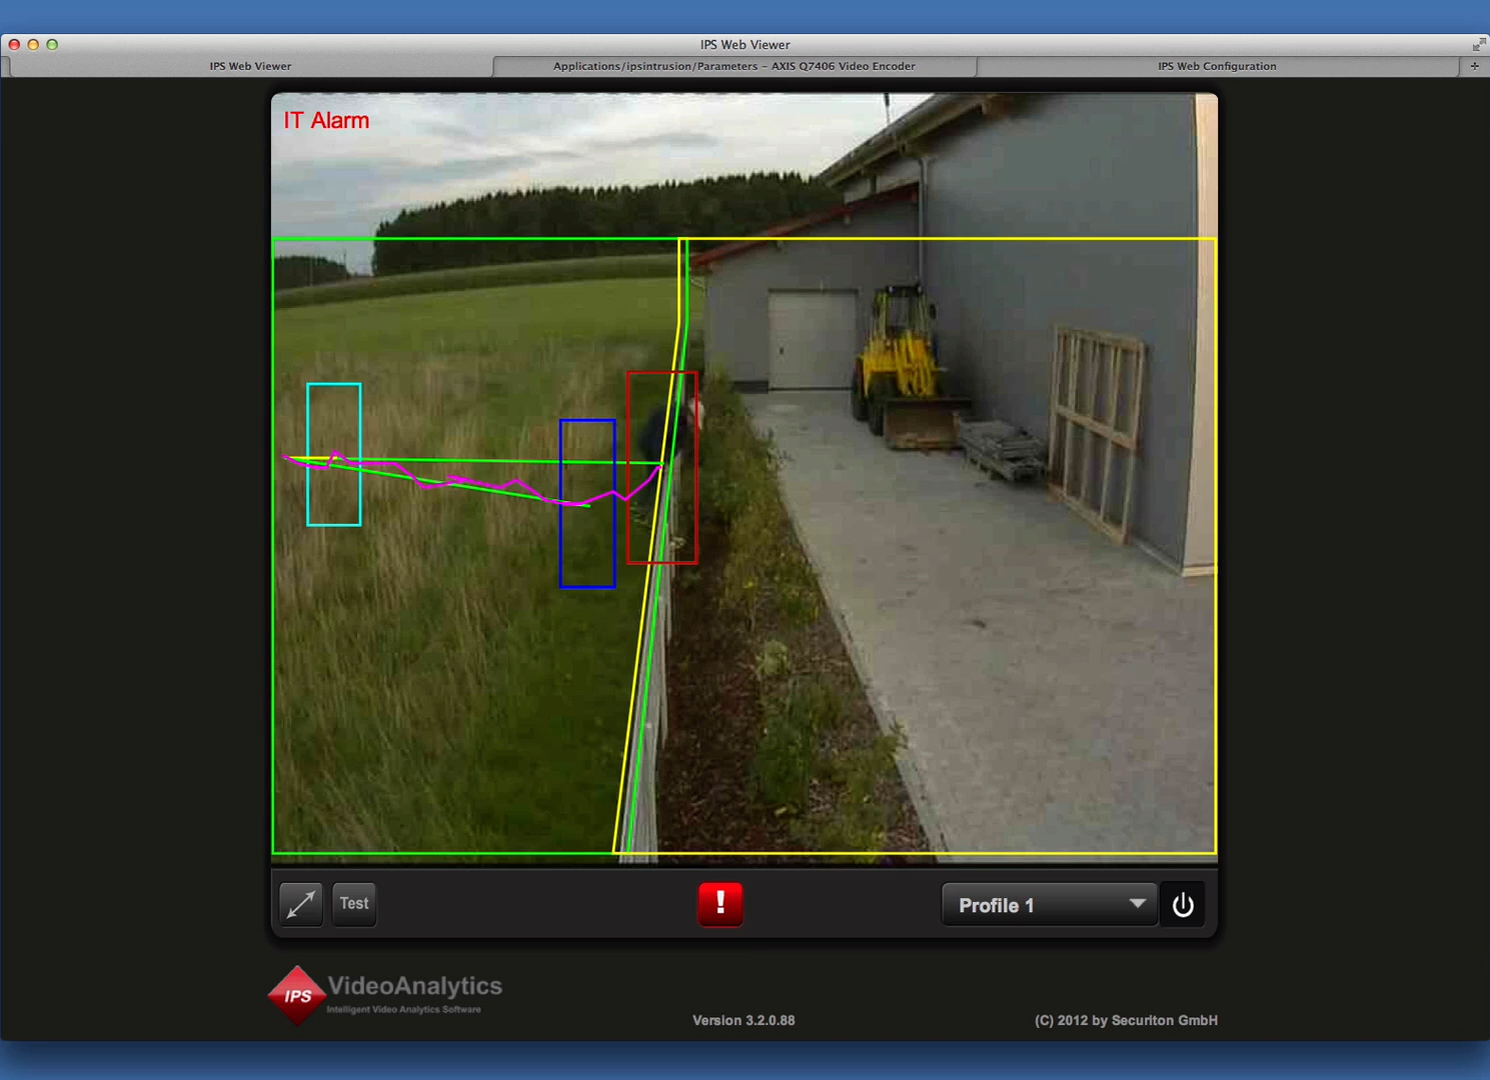 IPS Web Viewer
IPS Web Viewer
Applications/ipsintrusion/Parameters – AXIS Q7406 Video Encoder
IPS Web Configuration
IT Alarm
!
Test
Profile 1
IPS
VideoAnalytics
Intelligent Video Analytics Software
Version 3.2.0.88
(C) 2012 by Securiton GmbH